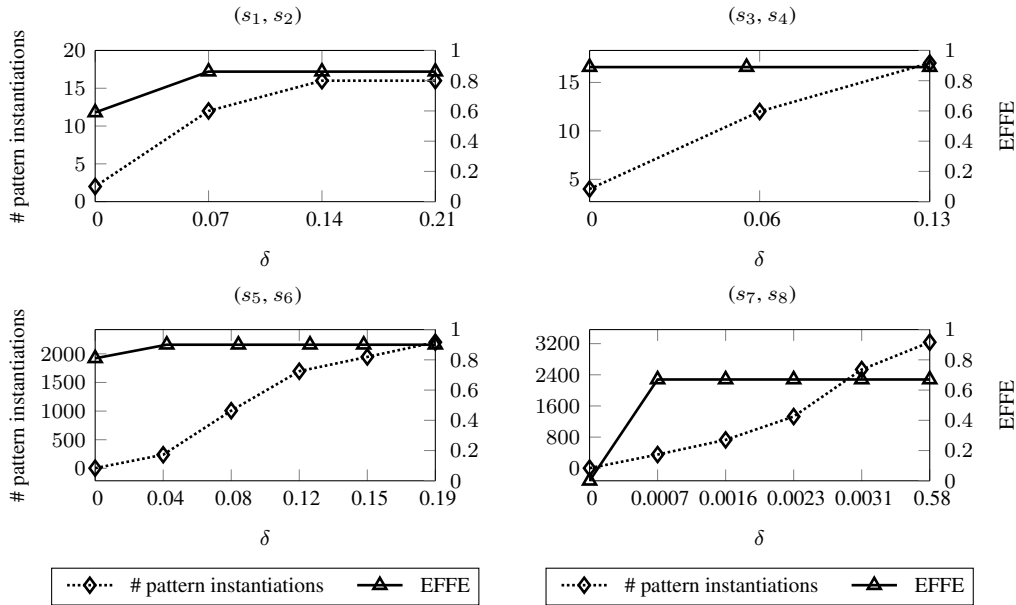 (s1, s2)
# pattern instantiations
20
15
10
5
0
1
0.8
0.6
0.4
0.2
0
0 0.07 0.14 0.21
δ
(s3, s4)
15
10
5
1
0.8
0.6
0.4
0.2
0
EFFE
0 0.06 0.13
δ
(s5, s6)
# pattern instantiations
2000
1500
1000
500
0
1
0.8
0.6
0.4
0.2
0
0 0.04 0.08 0.12 0.15 0.19
δ
(s7, s8)
3200
2400
1600
800
0
1
0.8
0.6
0.4
0.2
0
EFFE
0 0.0007 0.0016 0.0023 0.0031 0.58
δ
# pattern instantiations EFFE
# pattern instantiations EFFE